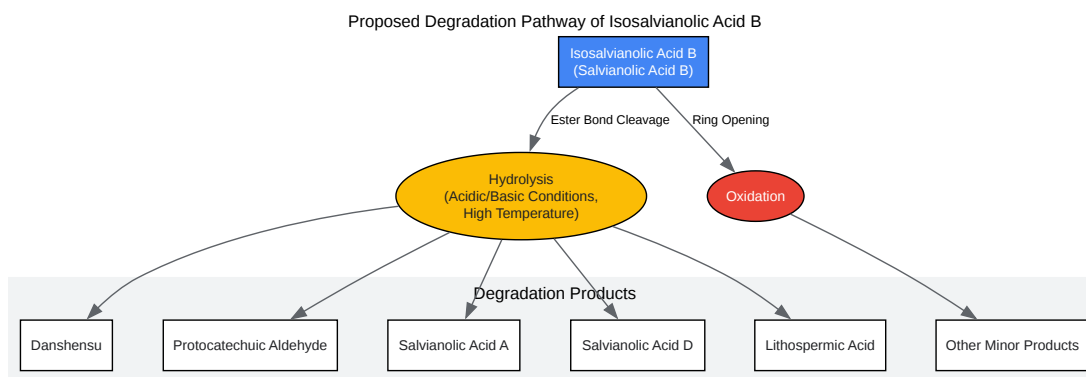 Proposed Degradation Pathway of Isosalvianolic Acid B
Isosalvianolic Acid B
(Salvianolic Acid B)
Ester Bond Cleavage
Ring Opening
Hydrolysis
(Acidic/Basic Conditions,
High Temperature)
Oxidation
Degradation Products
Danshensu
Protocatechuic Aldehyde
Salvianolic Acid A
Salvianolic Acid D
Lithospermic Acid
Other Minor Products